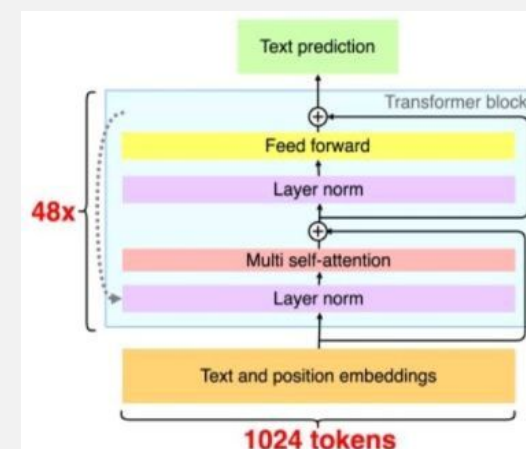 Text prediction
Transformer block
Feed forward
Layer norm
48x
Multi self-attention
Layer norm
Text and position embeddings
1024 tokens